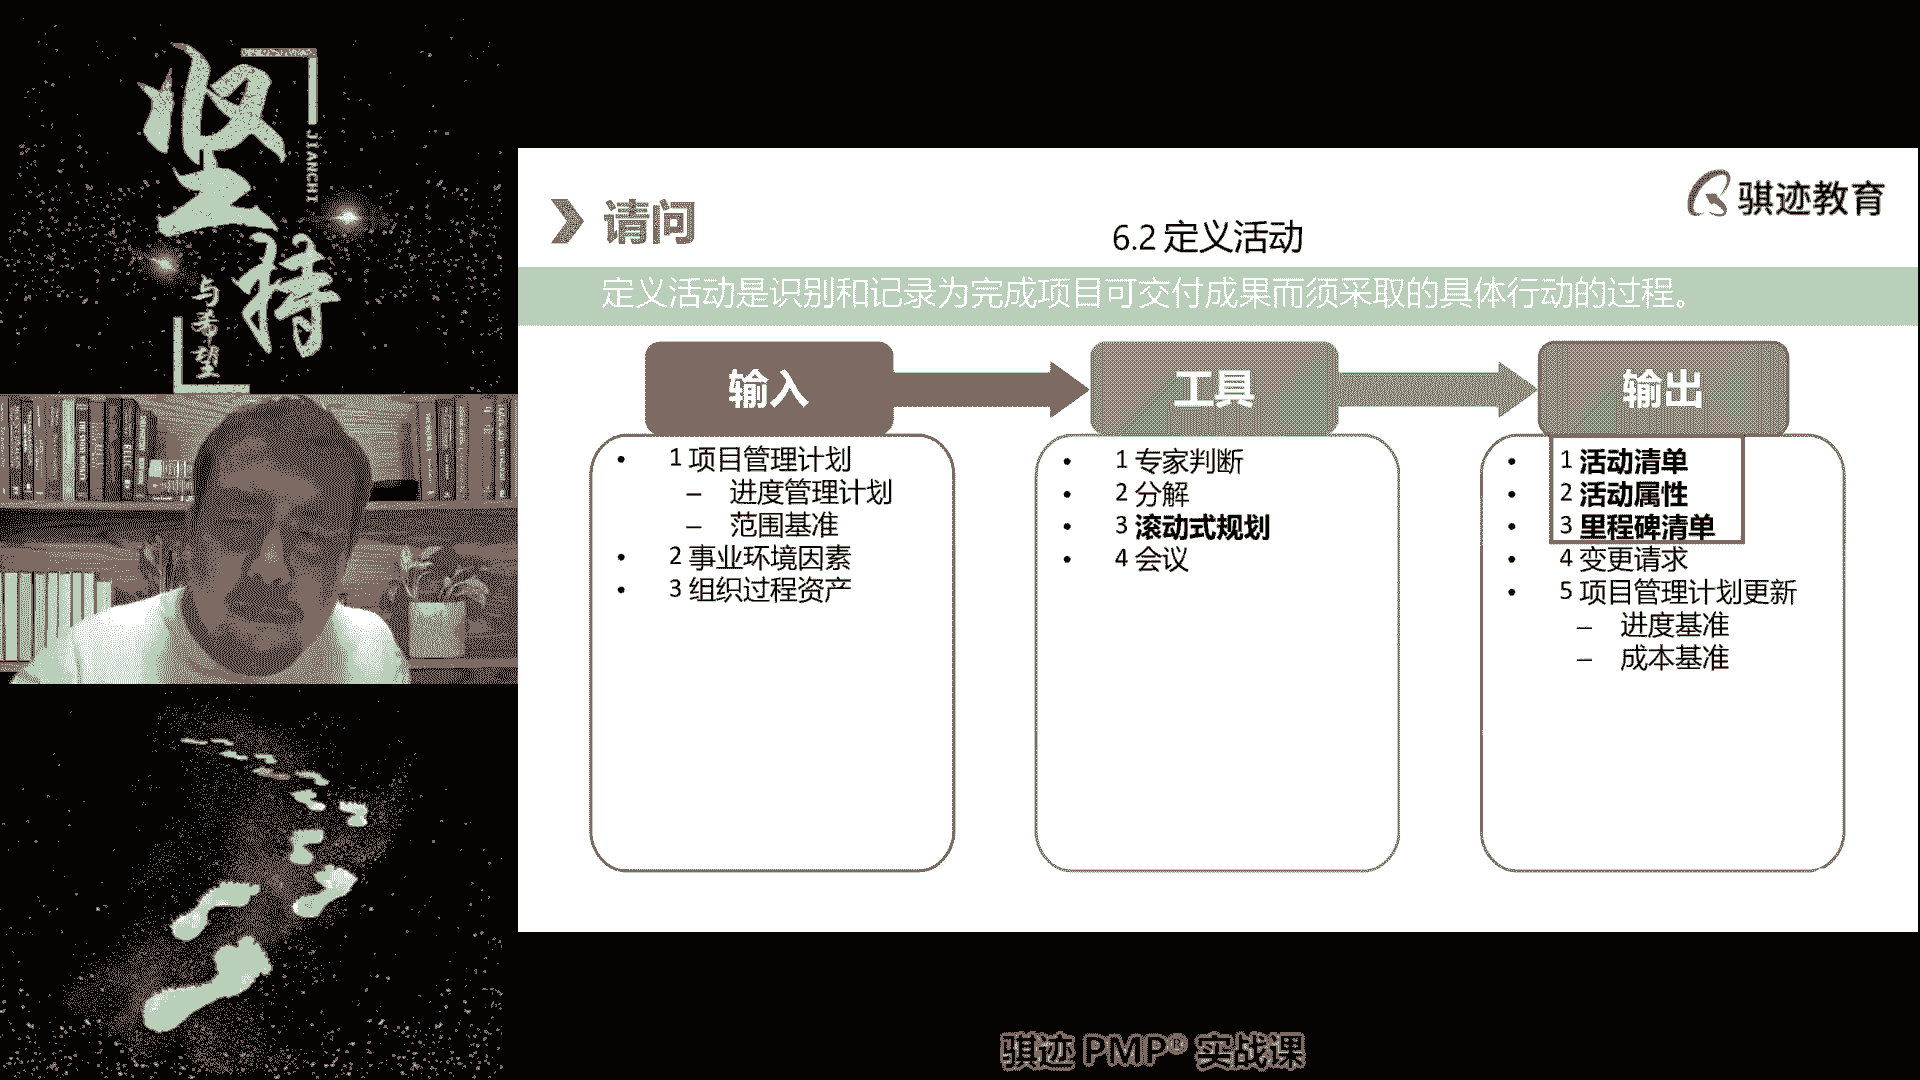 坚持
JIANCHI
与希望
请问
6.2 定义活动
骐迹教育
定义活动是识别和记录为完成项目可交付成果而须采取的具体行动的过程。
输入
• 1 项目管理计划
– 进度管理计划
– 范围基准
• 2 事业环境因素
• 3 组织过程资产
工具
• 1 专家判断
• 2 分解
• 3 滚动式规划
• 4 会议
输出
• 1 活动清单
• 2 活动属性
• 3 里程碑清单
• 4 变更请求
• 5 项目管理计划更新
– 进度基准
– 成本基准
骐迹 PMP® 实战课